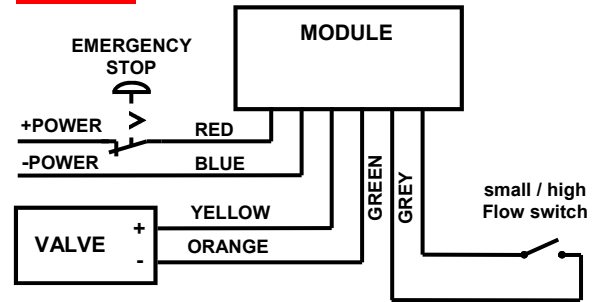 MODULE
EMERGENCY
STOP
+POWER
RED
-POWER
BLUE
GREEN
GREY
small / high
Flow switch
YELLOW
VALVE
+
-
ORANGE